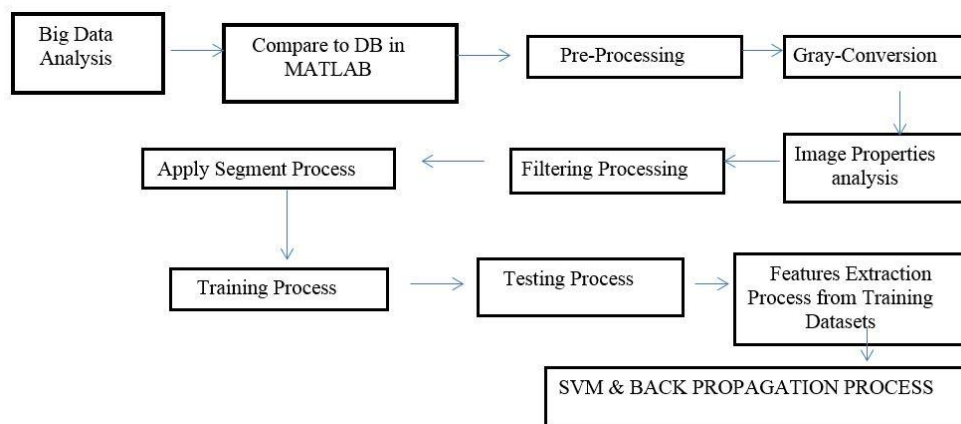 Big Data
Analysis
Compare to DB in
MATLAB
Pre-Processing
Gray-Conversion
Image Properties
analysis
Filtering Processing
Apply Segment Process
Training Process
Testing Process
Features Extraction
Process from Training
Datasets
SVM & BACK PROPAGATION PROCESS